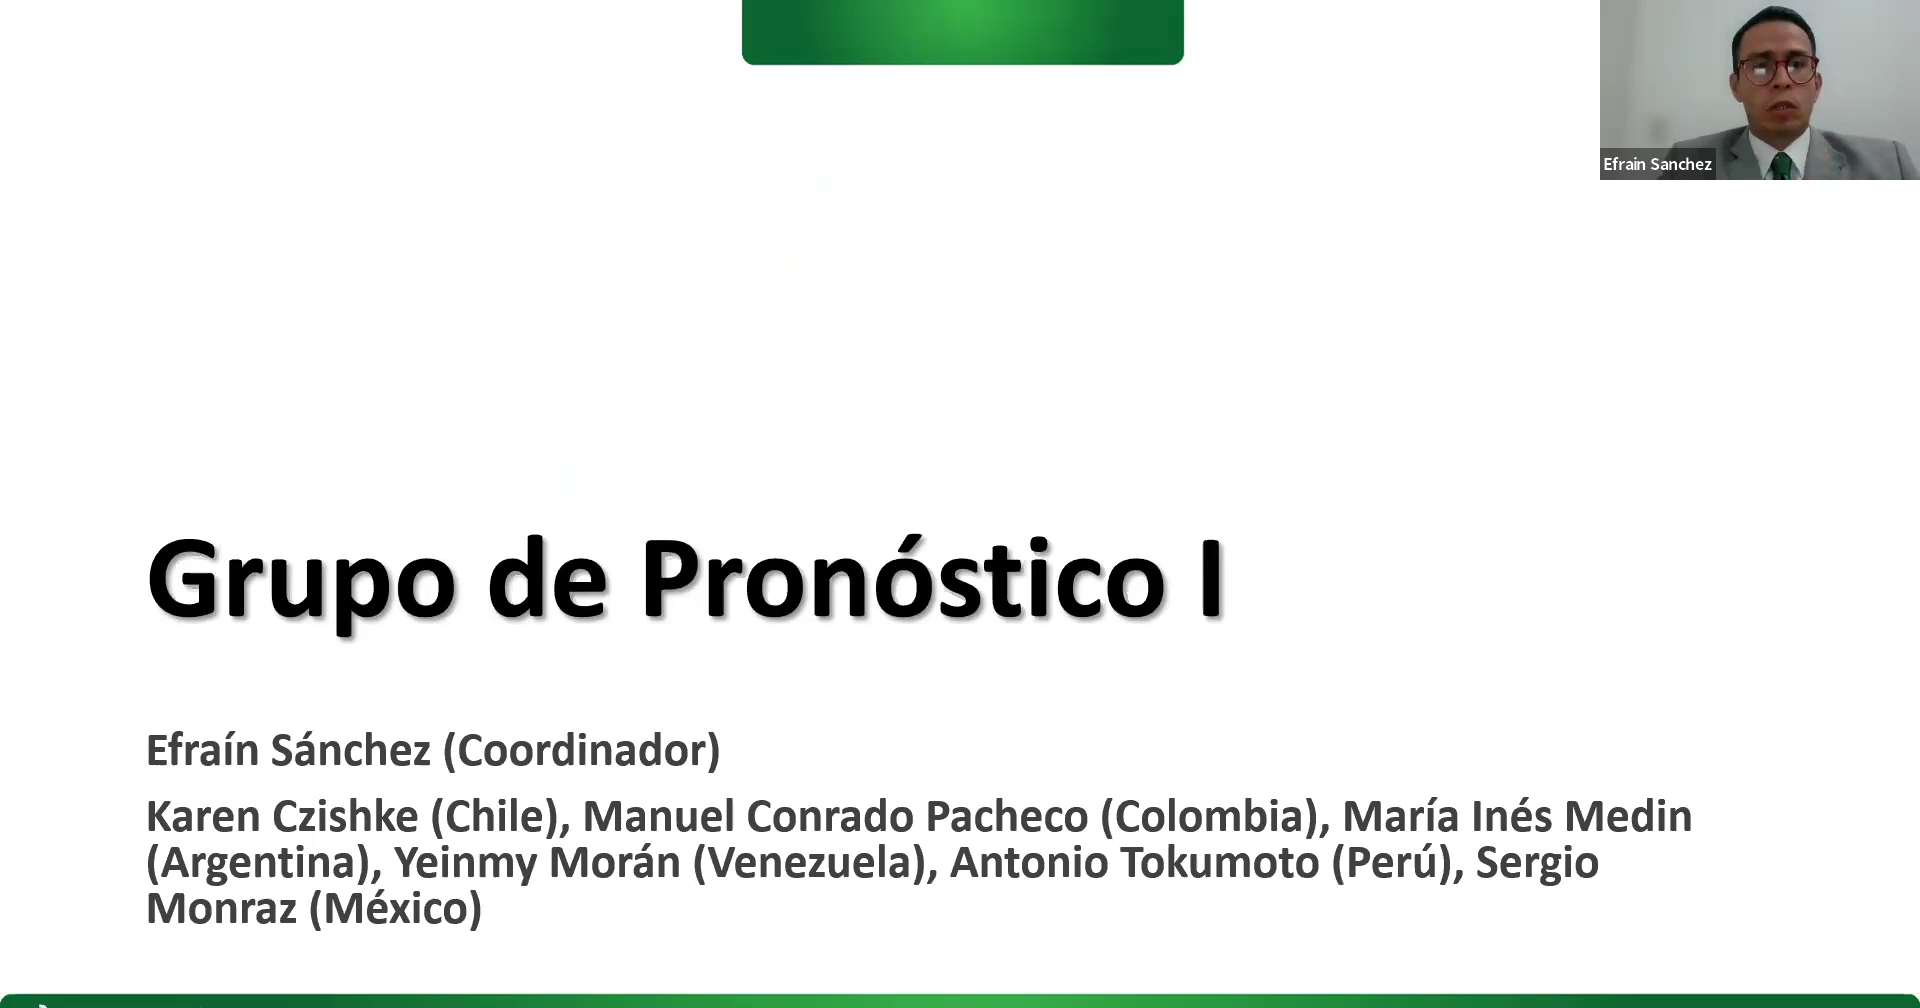 Efrain Sanchez
Grupo de Pronóstico I
Efraín Sánchez (Coordinador)
Karen Czishke (Chile), Manuel Conrado Pacheco (Colombia), María Inés Medin
(Argentina), Yeinmy Morán (Venezuela), Antonio Tokumoto (Perú), Sergio
Monraz (México)